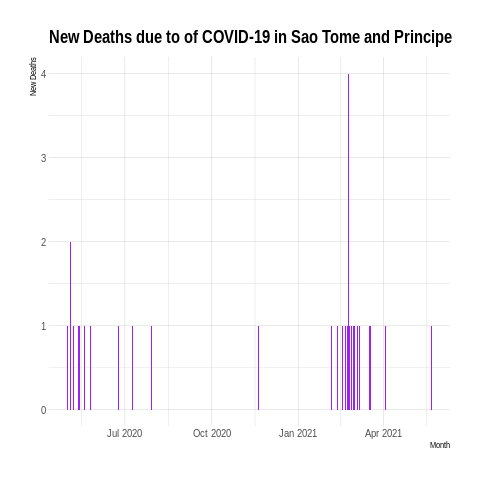 New Deaths due to of COVID-19 in Sao Tome and Principe
New Deaths
4
3
2
1
0
Jul 2020
Oct 2020
Jan 2021
Apr 2021
Month